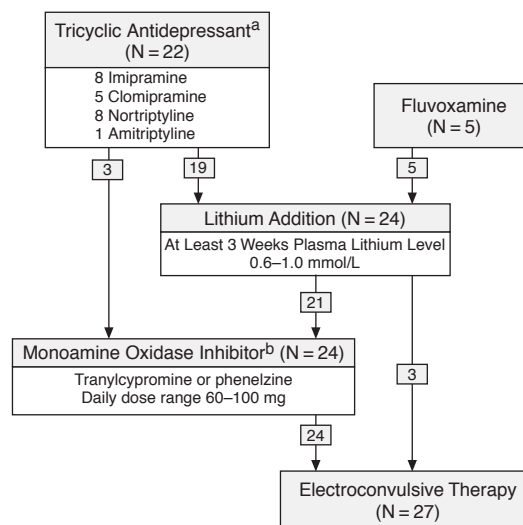 Tricyclic Antidepressantᵃ
(N = 22)
8 Imipramine
5 Clomipramine
8 Nortriptyline
1 Amitriptyline
Fluvoxamine
(N = 5)
3
19
5
Lithium Addition (N = 24)
At Least 3 Weeks Plasma Lithium Level
0.6–1.0 mmol/L
21
Monoamine Oxidase Inhibitorᵇ (N = 24)
Tranylcypromine or phenelzine
Daily dose range 60–100 mg
3
24
Electroconvulsive Therapy
(N = 27)